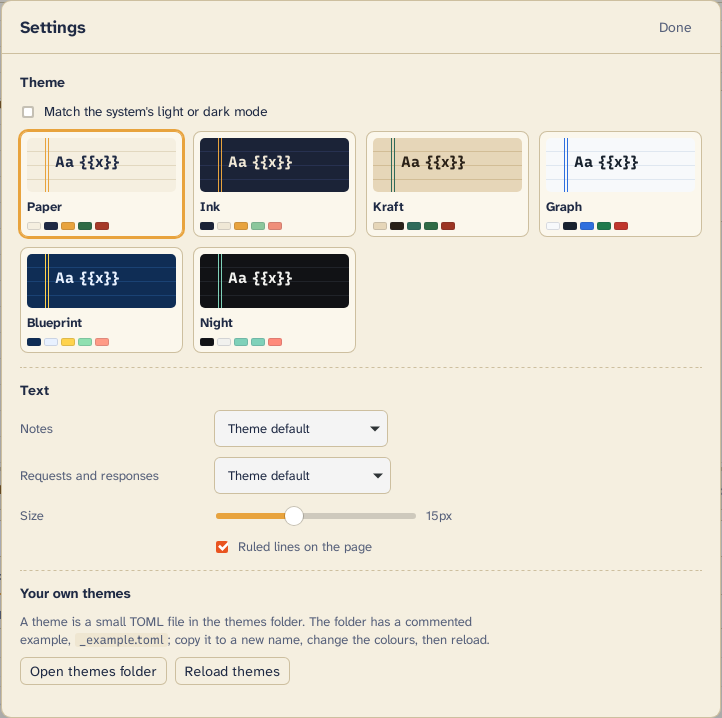 Settings
Done
Theme
Match the system's light or dark mode
Aa {{x}}
Paper
Aa {{x}}
Ink
Aa {{x}}
Kraft
Aa {{x}}
Graph
Aa {{x}}
Blueprint
Aa {{x}}
Night
Text
Notes
Theme default
Requests and responses
Theme default
Size
15px
Ruled lines on the page
Your own themes
A theme is a small TOML file in the themes folder. The folder has a commented
example, _example.toml; copy it to a new name, change the colours, then reload.
Open themes folder
Reload themes